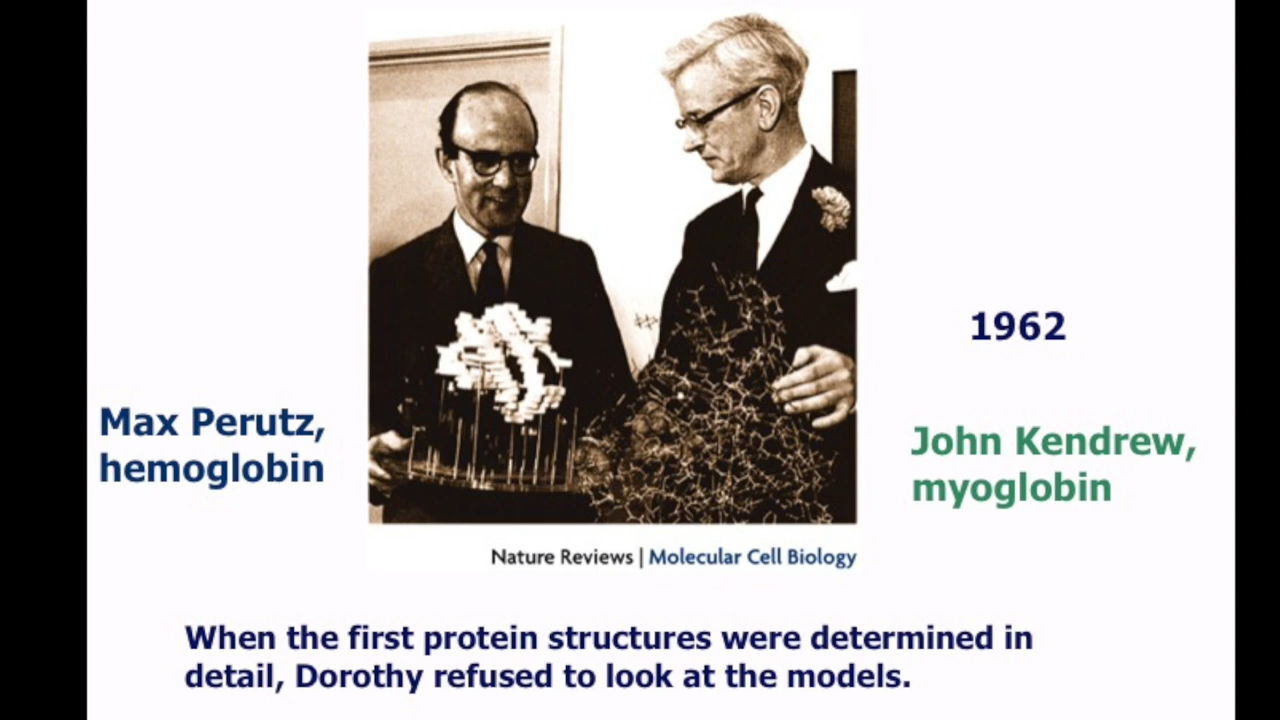 1962
Max Perutz,
hemoglobin
John Kendrew,
myoglobin
Nature Reviews | Molecular Cell Biology
When the first protein structures were determined in
detail, Dorothy refused to look at the models.